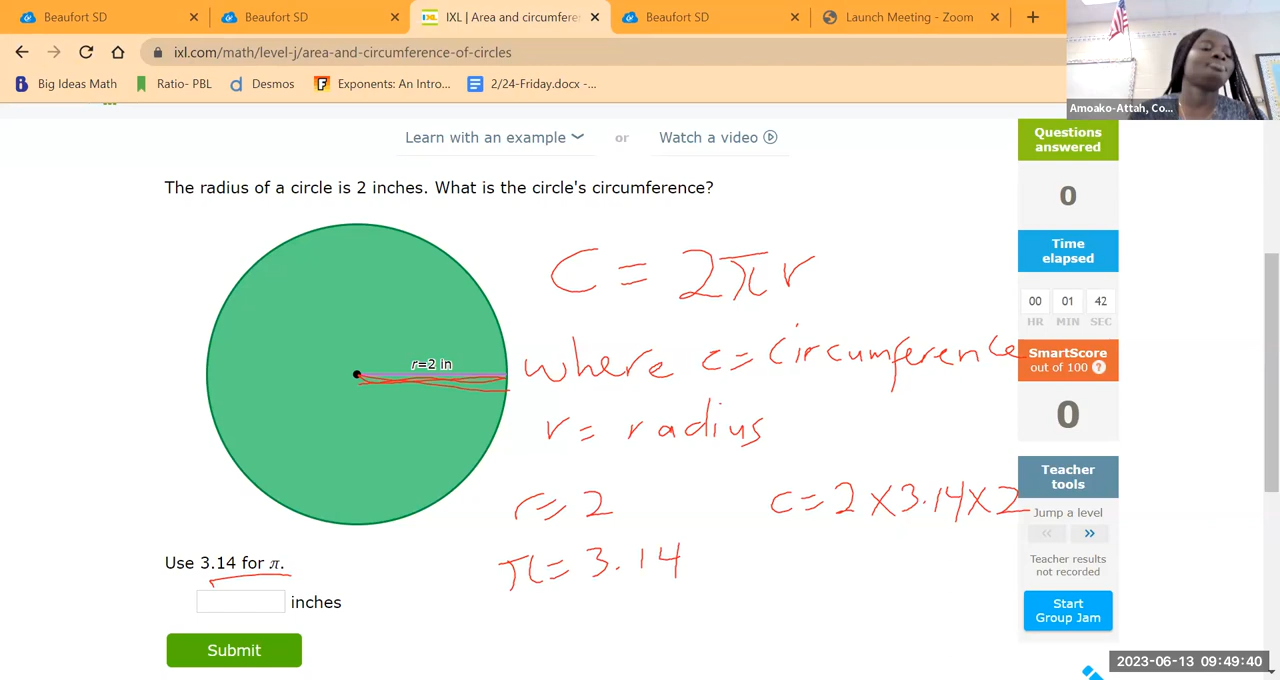 Beaufort SD
Beaufort SD
IXL | Area and circumferen
Beaufort SD
Launch Meeting - Zoom
ixl.com/math/level-j/area-and-circumference-of-circles
Big Ideas Math
Ratio- PBL
Desmos
Exponents: An Intro...
2/24-Friday.docx -...
Amoako-Attah, Co...
Learn with an example
or
Watch a video
The radius of a circle is 2 inches. What is the circle's circumference?
r=2 in
C = 2πr
where c = circumference
r = radius
r = 2
c = 2 X 3.14 X 2
π = 3.14
Use 3.14 for π.
inches
Submit
Questions
answered
0
Time
elapsed
00 01 42
HR MIN SEC
SmartScore
out of 100 ?
0
Teacher
tools
Jump a level
<< >>
Teacher results
not recorded
Start
Group Jam
2023-06-13 09:49:40